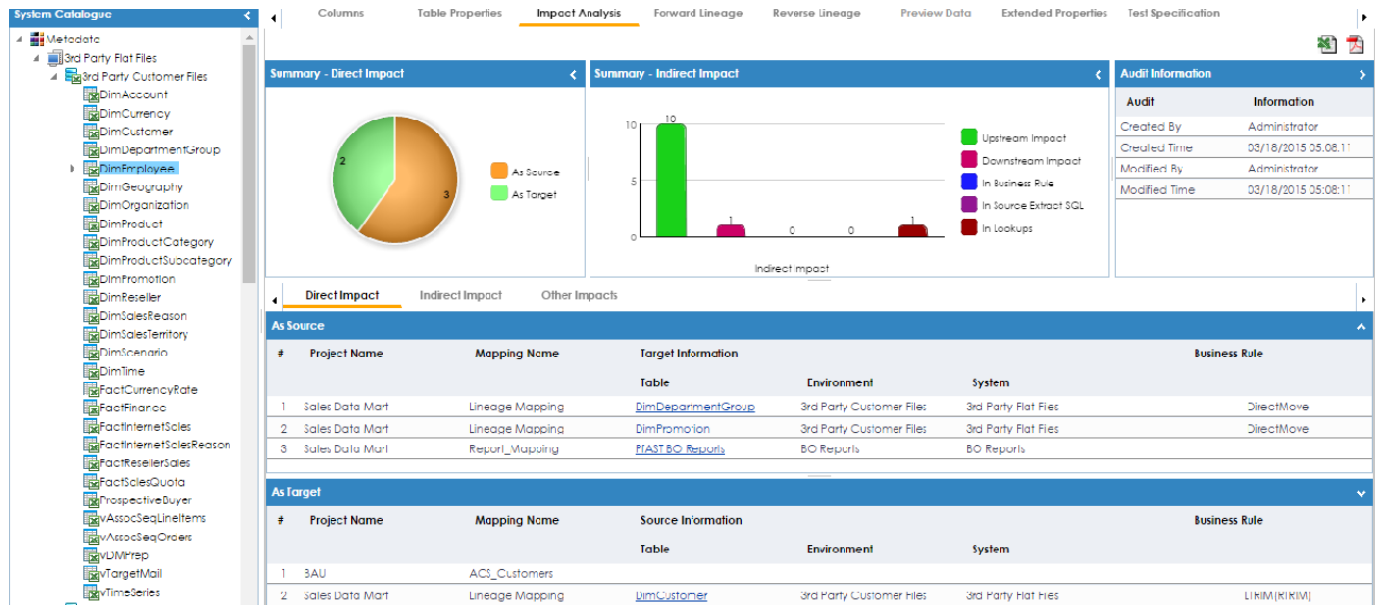 System Catalogue
Metadata
3rd Party Flat Files
3rd Party Customer Files
DimAccount
DimCurrency
DimCustomer
DimDepartmentGroup
DimEmployee
DimGeography
DimOrganization
DimProduct
DimProductCategory
DimProductSubcategory
DimPromotion
DimReseller
DimSalesReason
DimSalesTerritory
DimScenario
DimTime
FactCurrencyRate
FactFinance
FactInternetSales
FactInternetSalesReason
FactResellerSales
FactSalesQuota
ProspectiveBuyer
vAssocSeqLineItems
vAssocSeqOrders
vDMPrep
vTargetMail
vTimeSeries
Columns Table Properties Impact Analysis Forward Lineage Reverse Lineage Preview Data Extended Properties Test Specification
Summary - Direct Impact
2
3
As Source
As Target
Summary - Indirect Impact
10
5
0
10 1 0 0 1
Indirect Impact
Upstream Impact
Downstream Impact
In Business Rule
In Source Extract SQL
In Lookups
Audit Information
Audit Information
Created By Administrator
Created Time 03/18/2015 05:08:11
Modified By Administrator
Modified Time 03/18/2015 05:08:11
Direct Impact Indirect Impact Other Impacts
As Source
# Project Name Mapping Name Target Information Business Rule
Table Environment System
1 Sales Data Mart Lineage Mapping DimDeparmentGroup 3rd Party Customer Files 3rd Party Flat Files DirectMove
2 Sales Data Mart Lineage Mapping DimPromotion 3rd Party Customer Files 3rd Party Flat Files DirectMove
3 Sales Data Mart Report_Mapping BO Reports BO Reports BO Reports
As Target
# Project Name Mapping Name Source Information Business Rule
Table Environment System
1 BAU ACS_Customers
2 Sales Data Mart Lineage Mapping DimCustomer 3rd Party Customer Files 3rd Party Flat Files LTRIM(RTRIM)